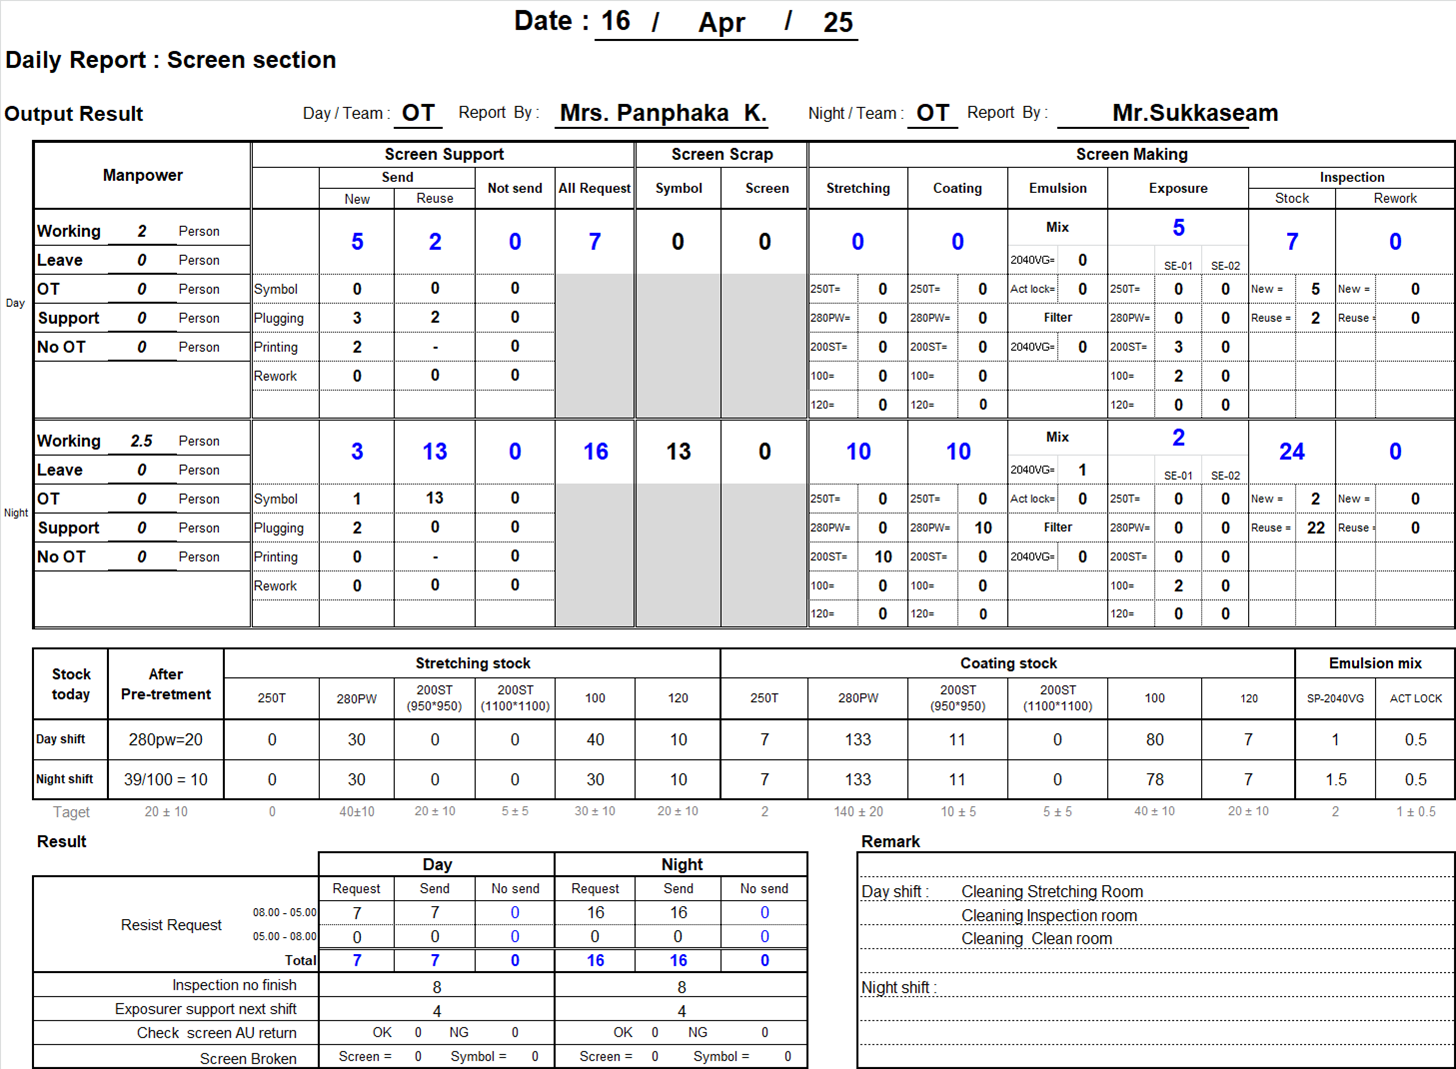 Date : 16 / Apr / 25
Daily Report : Screen section
Output Result Day / Team : OT Report By : Mrs. Panphaka K. Night / Team : OT Report By : Mr.Sukkaseam
Manpower Screen Support Screen Scrap Screen Making
Send Not send All Request Symbol Screen Stretching Coating Emulsion Exposure Inspection
New Reuse Stock Rework
Day
Working 2 Person 5 2 0 7 0 0 0 0 Mix 5 7 0
Leave 0 Person 2040VG= 0 SE-01 SE-02
OT 0 Person Symbol 0 0 0 250T= 0 250T= 0 Act lock= 0 250T= 0 0 New = 5 New = 0
Support 0 Person Plugging 3 2 0 280PW= 0 280PW= 0 Filter 280PW= 0 0 Reuse = 2 Reuse = 0
No OT 0 Person Printing 2 - 0 200ST= 0 200ST= 0 2040VG= 0 200ST= 3 0
Rework 0 0 0 100= 0 100= 0 100= 2 0
120= 0 120= 0 120= 0 0
Night
Working 2.5 Person 3 13 0 16 13 0 10 10 Mix 2 24 0
Leave 0 Person 2040VG= 1 SE-01 SE-02
OT 0 Person Symbol 1 13 0 250T= 0 250T= 0 Act lock= 0 250T= 0 0 New = 2 New = 0
Support 0 Person Plugging 2 0 0 280PW= 0 280PW= 10 Filter 280PW= 0 0 Reuse = 22 Reuse = 0
No OT 0 Person Printing 0 - 0 200ST= 10 200ST= 0 2040VG= 0 200ST= 0 0
Rework 0 0 0 100= 0 100= 0 100= 2 0
120= 0 120= 0 120= 0 0
Stock today After Pre-tretment Stretching stock Coating stock Emulsion mix
250T 280PW 200ST (950*950) 200ST (1100*1100) 100 120 250T 280PW 200ST (950*950) 200ST (1100*1100) 100 120 SP-2040VG ACT LOCK
Day shift 280pw=20 0 30 0 0 40 10 7 133 11 0 80 7 1 0.5
Night shift 39/100 = 10 0 30 0 0 30 10 7 133 11 0 78 7 1.5 0.5
Taget 20 ± 10 0 40±10 20 ± 10 5 ± 5 30 ± 10 20 ± 10 2 140 ± 20 10 ± 5 5 ± 5 40 ± 10 20 ± 10 2 1 ± 0.5
Result
Day Night
Request Send No send Request Send No send
Resist Request
08.00 - 05.00 7 7 0 16 16 0
05.00 - 08.00 0 0 0 0 0 0
Total 7 7 0 16 16 0
Inspection no finish 8 8
Exposurer support next shift 4 4
Check screen AU return OK 0 NG 0 OK 0 NG 0
Screen Broken Screen = 0 Symbol = 0 Screen = 0 Symbol = 0
Remark
Day shift : Cleaning Stretching Room
Cleaning Inspection room
Cleaning Clean room
Night shift :